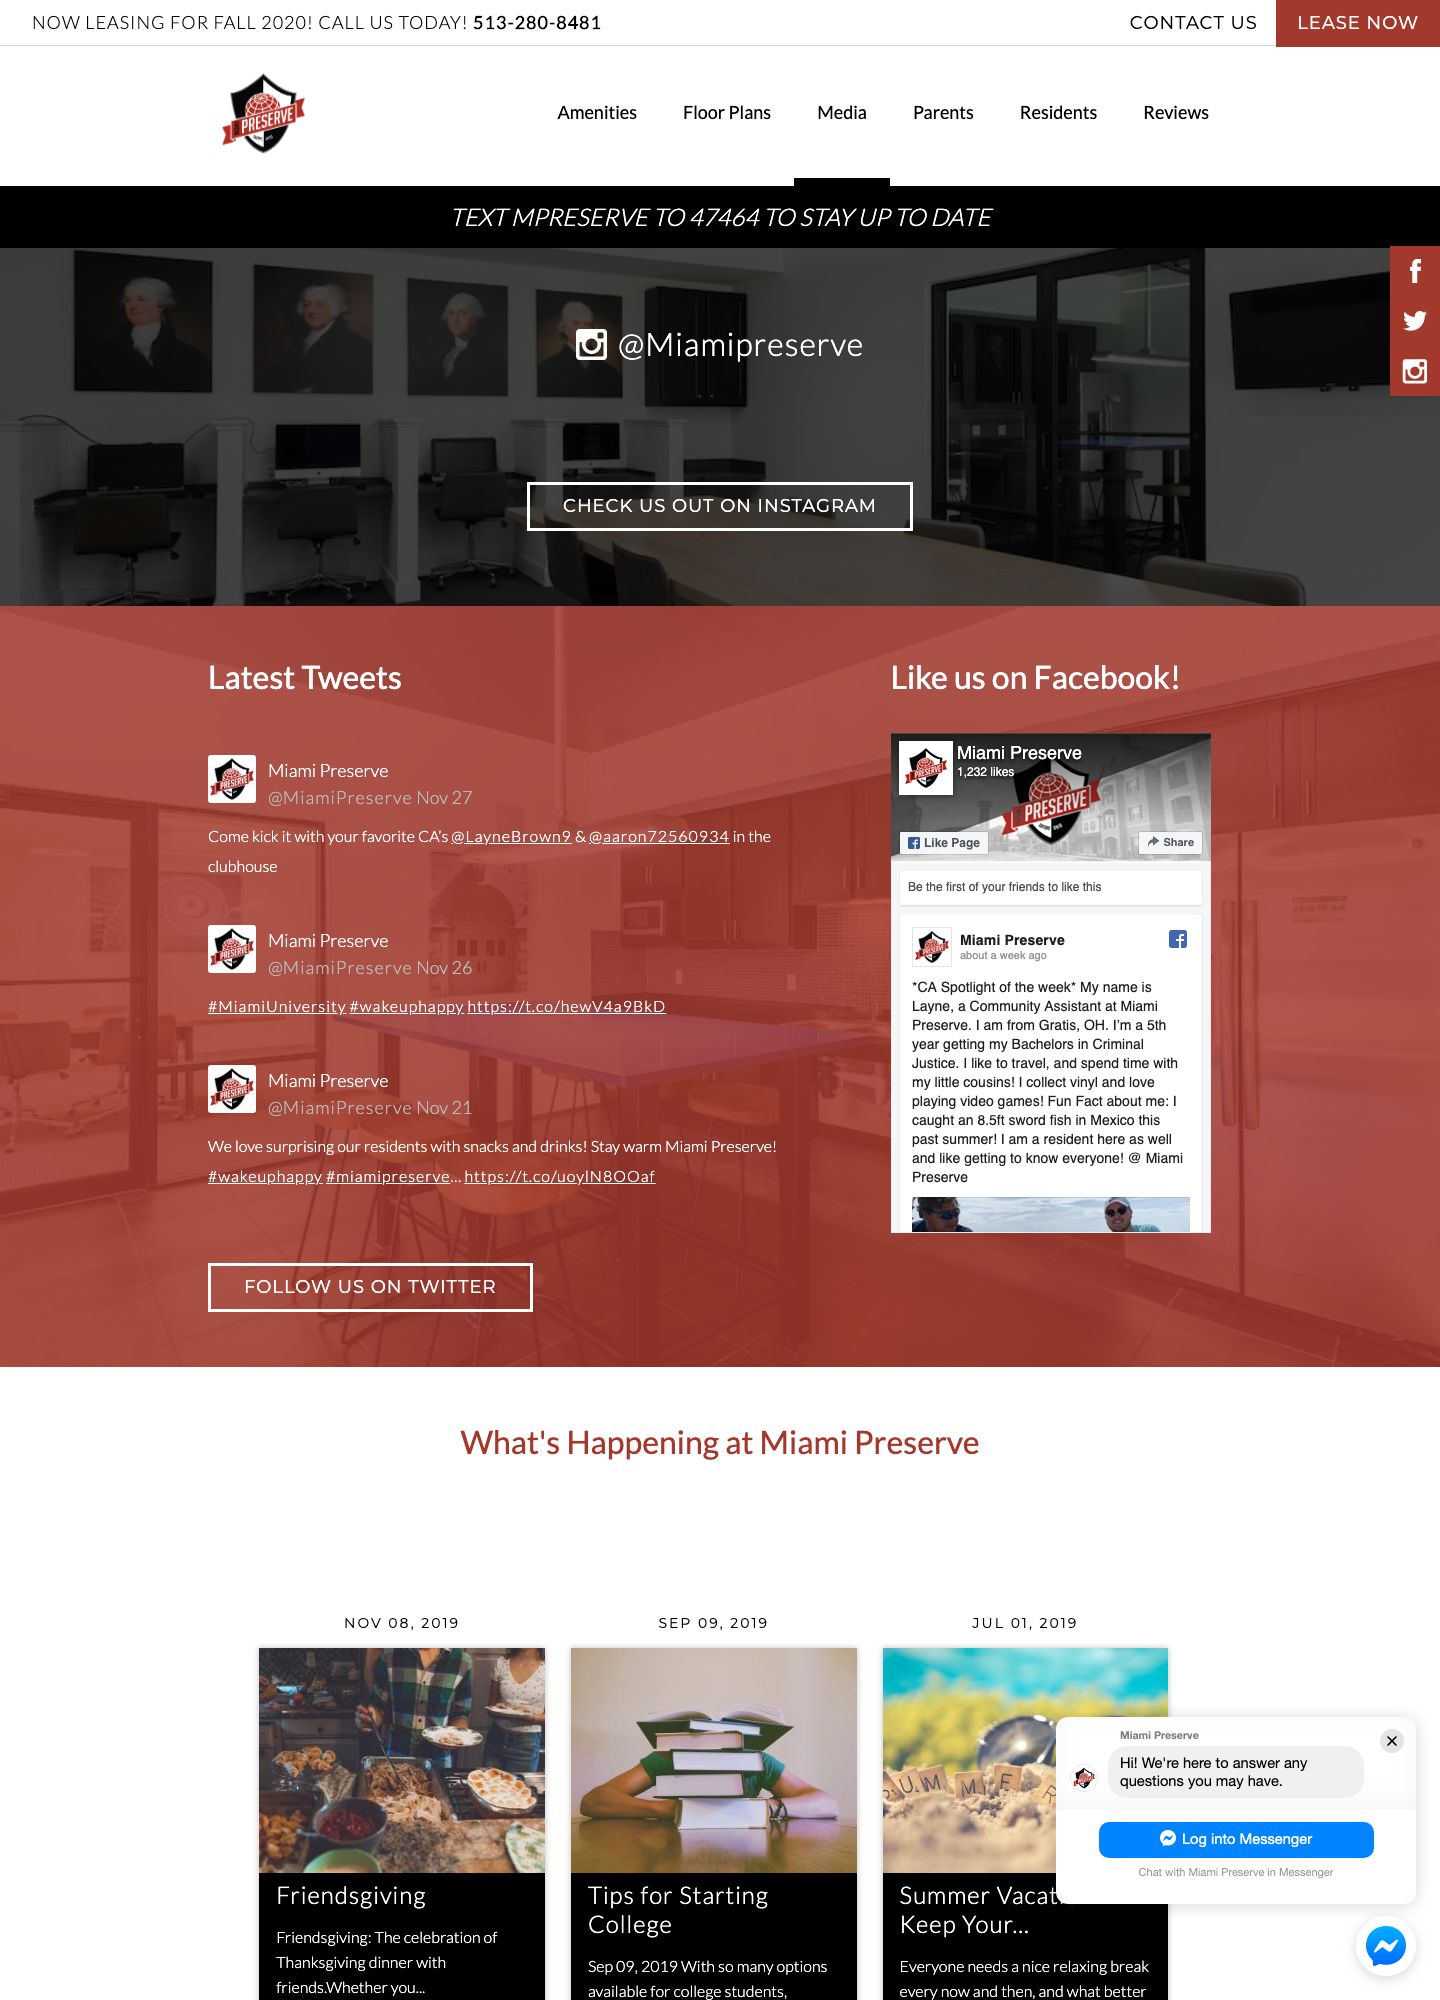 NOW LEASING FOR FALL 2020! CALL US TODAY! 513-280-8481
CONTACT US
LEASE NOW
PRESERVE
Amenities
Floor Plans
Media
Parents
Residents
Reviews
TEXT MPRESERVE TO 47464 TO STAY UP TO DATE
@Miamipreserve
CHECK US OUT ON INSTAGRAM
Latest Tweets
Miami Preserve
@MiamiPreserve Nov 27
Come kick it with your favorite CA's @LayneBrown9 & @aaron72560934 in the
clubhouse
Miami Preserve
@MiamiPreserve Nov 26
#MiamiUniversity #wakeuphappy https://t.co/hewV4a9BkD
Miami Preserve
@MiamiPreserve Nov 21
We love surprising our residents with snacks and drinks! Stay warm Miami Preserve!
#wakeuphappy #miamipreserve... https://t.co/uoylN8OOaf
FOLLOW US ON TWITTER
Like us on Facebook!
PRESERVE
Miami Preserve
1,232 likes
PRESERVE
Like Page
Share
Be the first of your friends to like this
Miami Preserve
about a week ago
*CA Spotlight of the week* My name is
Layne, a Community Assistant at Miami
Preserve. I am from Gratis, OH. I'm a 5th
year getting my Bachelors in Criminal
Justice. I like to travel, and spend time with
my little cousins! I collect vinyl and love
playing video games! Fun Fact about me: I
caught an 8.5ft sword fish in Mexico this
past summer! I am a resident here as well
and like getting to know everyone! @ Miami
Preserve
What's Happening at Miami Preserve
NOV 08, 2019
Friendsgiving
Friendsgiving: The celebration of
Thanksgiving dinner with
friends.Whether you...
SEP 09, 2019
Tips for Starting
College
Sep 09, 2019 With so many options
available for college students,
JUL 01, 2019
Summer Vacat
Keep Your...
Everyone needs a nice relaxing break
every now and then, and what better
Miami Preserve
Hi! We're here to answer any
questions you may have.
Log into Messenger
Chat with Miami Preserve in Messenger